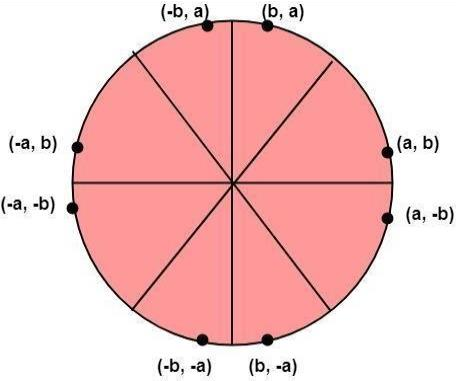 (-b, a) (b, a)
(-a, b) (a, b)
(-a, -b) (a, -b)
(-b, -a) (b, -a)